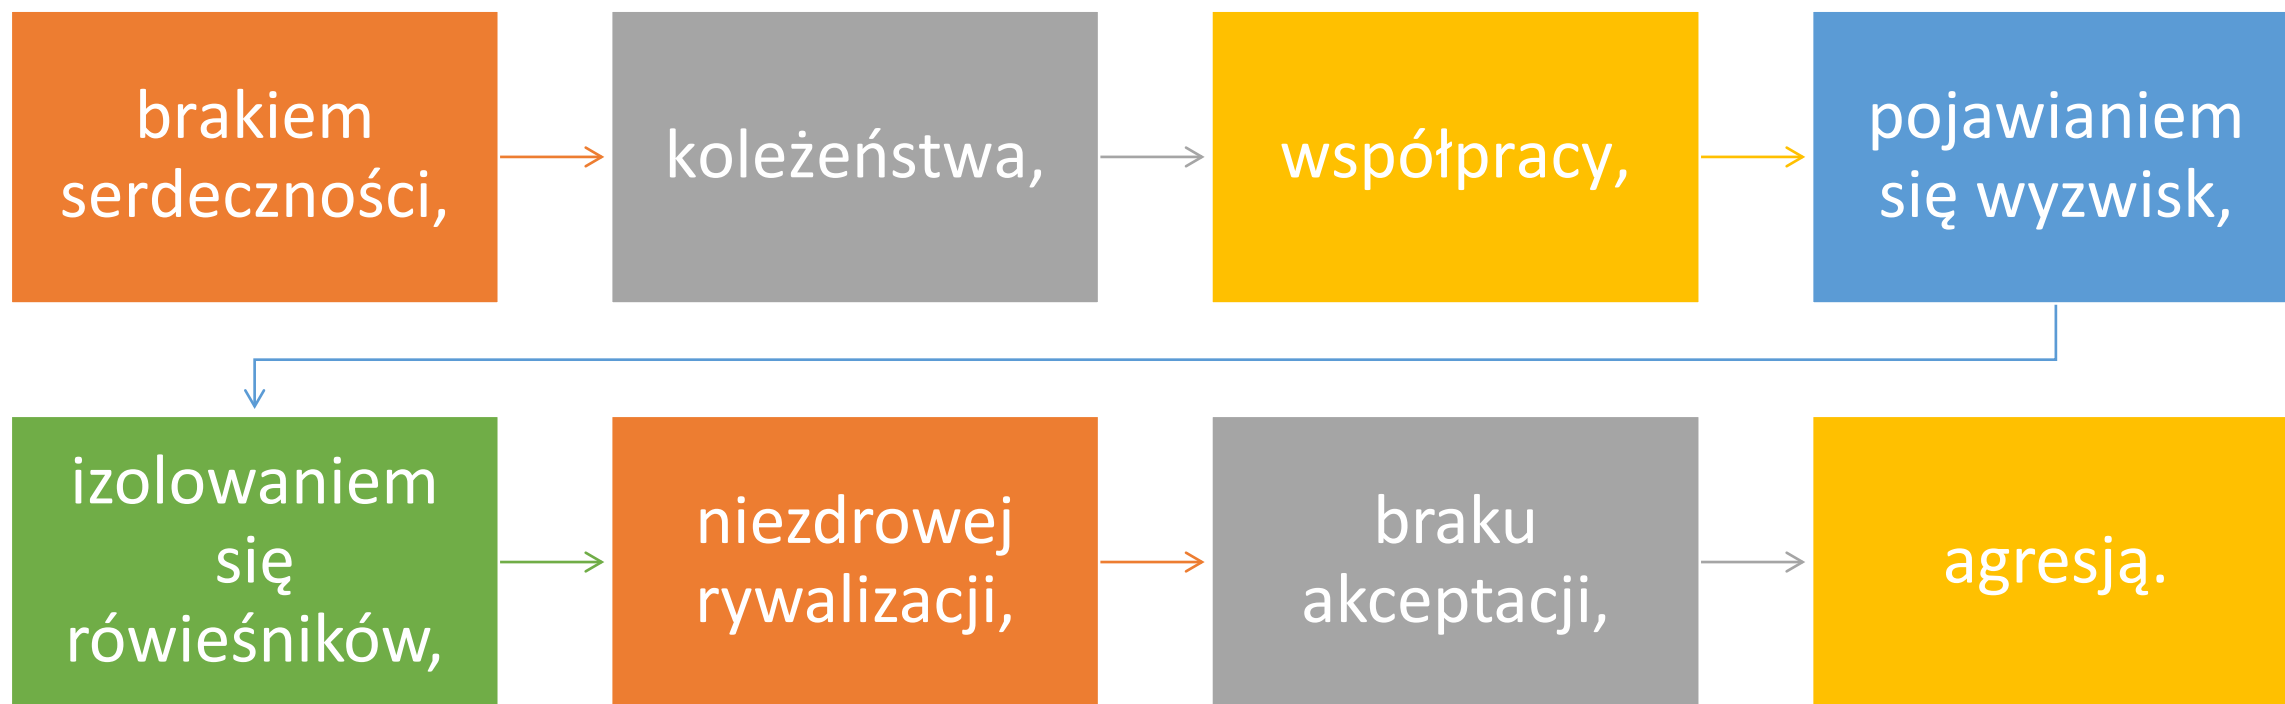 brakiem
serdeczności,
koleżeństwa,
współpracy,
pojawianiem
się wyzwisk,
izolowaniem
się
rówieśników,
niezdrowej
rywalizacji,
braku
akceptacji,
agresją.